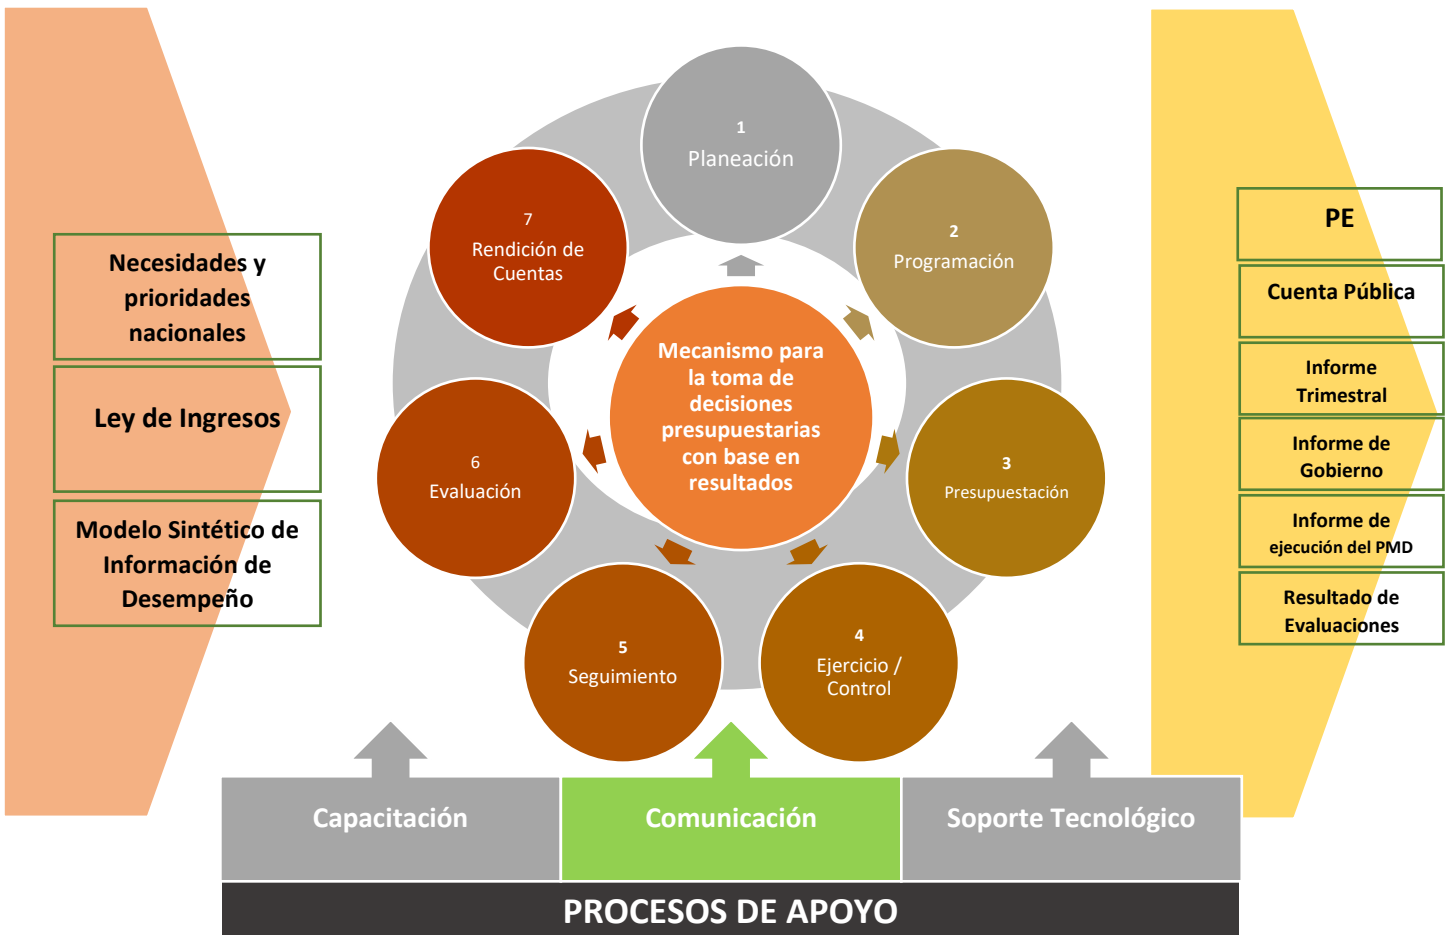 Necesidades y
prioridades
nacionales
Ley de Ingresos
Modelo Sintético de
Información de
Desempeño
1
Planeación
2
Programación
3
Presupuestación
4
Ejercicio /
Control
5
Seguimiento
6
Evaluación
7
Rendición de
Cuentas
Mecanismo para
la toma de
decisiones
presupuestarias
con base en
resultados
PE
Cuenta Pública
Informe
Trimestral
Informe de
Gobierno
Informe de
ejecución del PMD
Resultado de
Evaluaciones
Capacitación
Comunicación
Soporte Tecnológico
PROCESOS DE APOYO